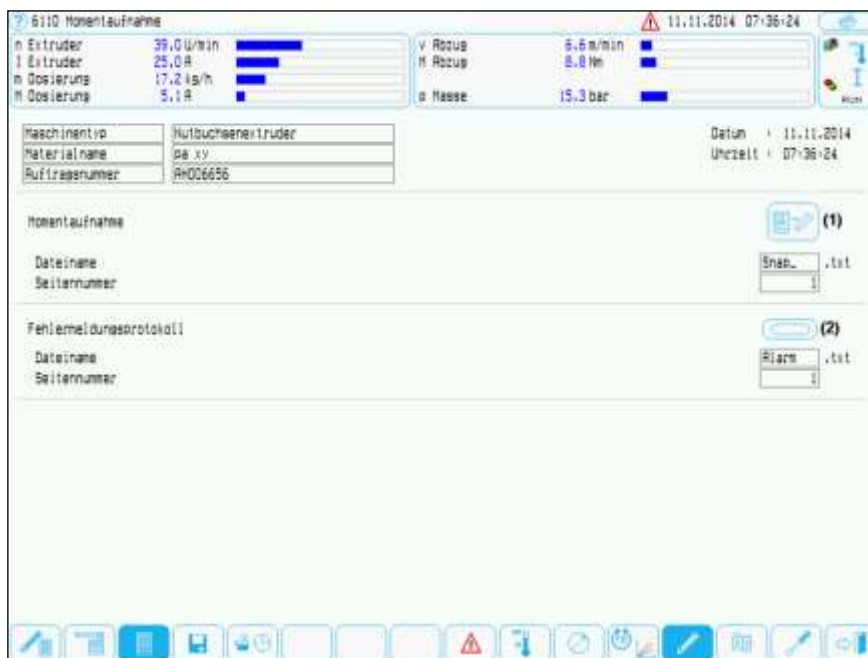 ? 6110 Momentaufnahme 11.11.2014 07:36:24
n Extruder 39.0 U/min v Abzug 6.6 m/min
I Extruder 25.0 A M Abzug 8.8 Nm
m Dosierung 17.2 kg/h
M Dosierung 5.1 A p Masse 15.3 bar
Maschinentyp Nutbuchsenextruder Datum : 11.11.2014
Materialname pa xy Uhrzeit : 07:36:24
Auftragsnummer AH006656
Momentaufnahme (1)
Dateiname Snap_ .txt
Seitennummer 1
Fehlermeldungsprotokoll (2)
Dateiname Alarm .txt
Seitennummer 1